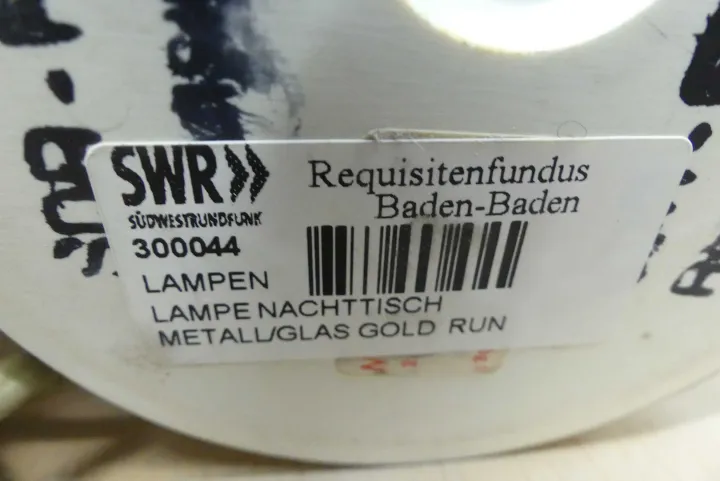 SWR
SÜDWESTRUNDFUNK
Requisitenfundus
Baden-Baden
300044
LAMPEN
LAMPE NACHTTISCH
METALL/GLAS GOLD RUN